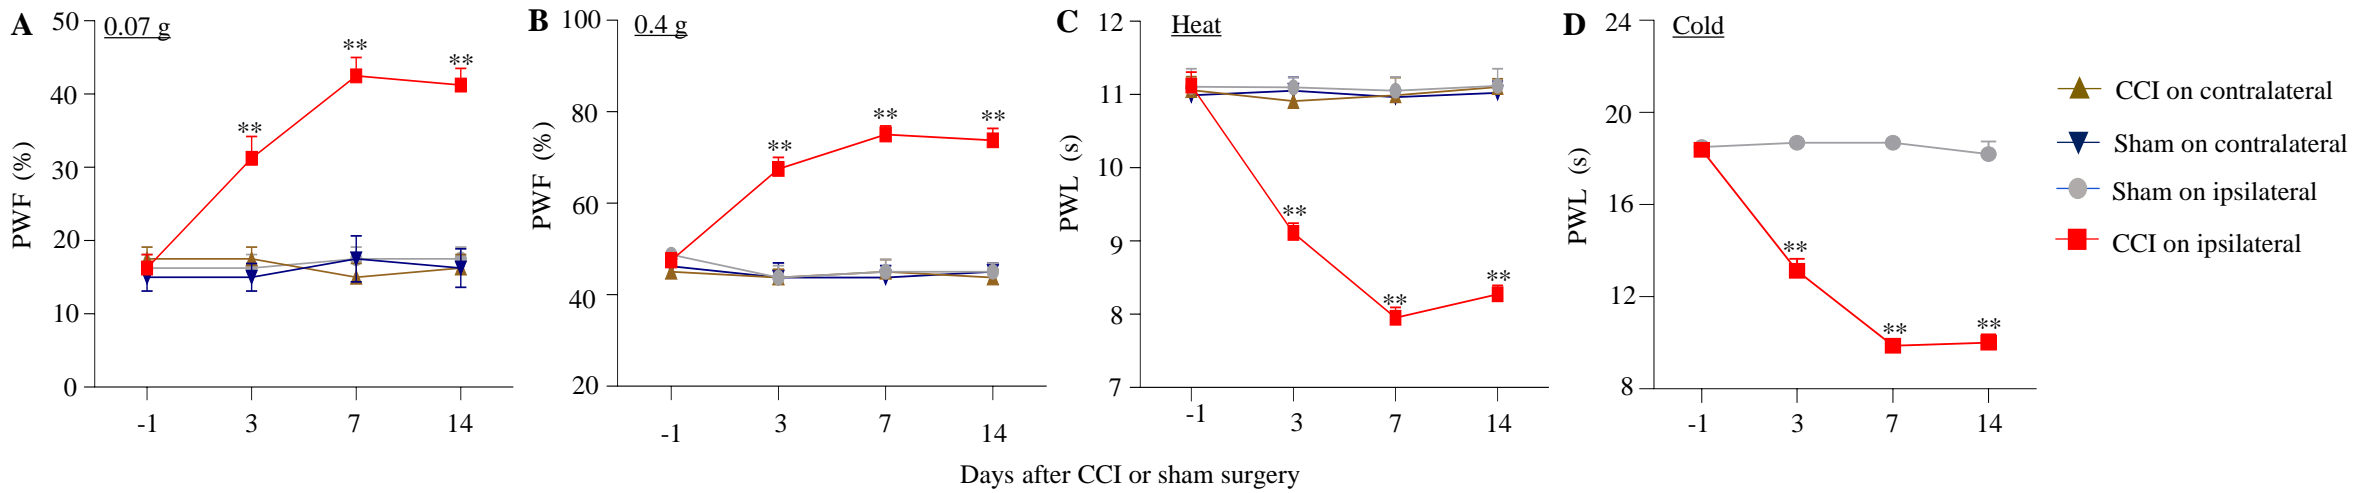 A
0.07 g
PWF (%)
50
40
30
20
10
0
**
**
**
-1
3
7
14
B
0.4 g
PWF (%)
100
80
60
40
20
**
**
**
-1
3
7
14
C
Heat
PWL (s)
12
11
10
9
8
7
**
**
**
-1
3
7
14
D
Cold
PWL (s)
24
20
16
12
8
**
**
**
-1
3
7
14
CCI on contralateral
Sham on contralateral
Sham on ipsilateral
CCI on ipsilateral
Days after CCI or sham surgery